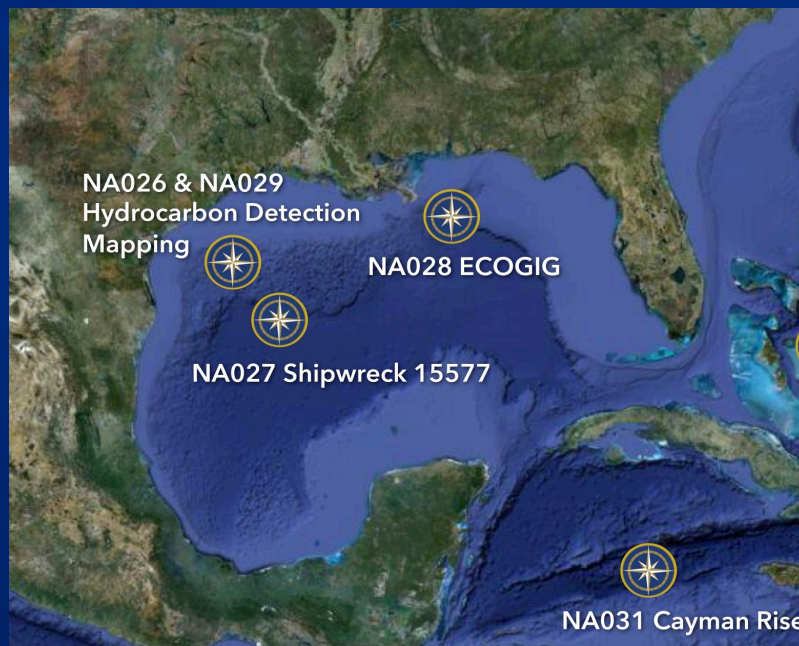 NA026 & NA029
Hydrocarbon Detection
Mapping
NA028 ECOGIG
NA027 Shipwreck 15577
NA031 Cayman Rise